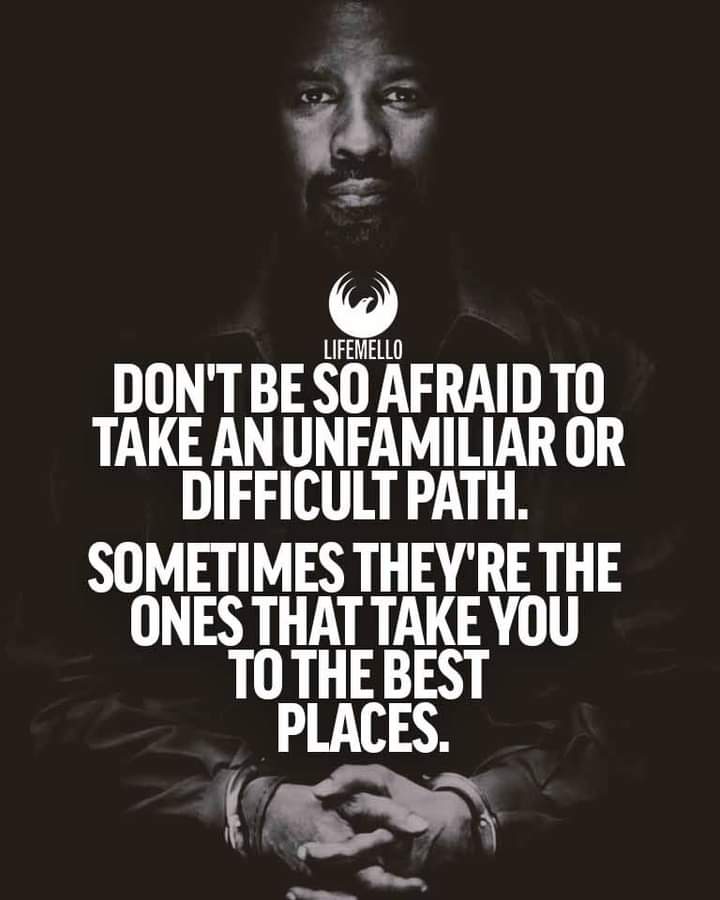 LIFEMELLO
DON'T BE SO AFRAID TO
TAKE AN UNFAMILIAR OR
DIFFICULT PATH.
SOMETIMES THEY'RE THE
ONES THAT TAKE YOU
TO THE BEST
PLACES.